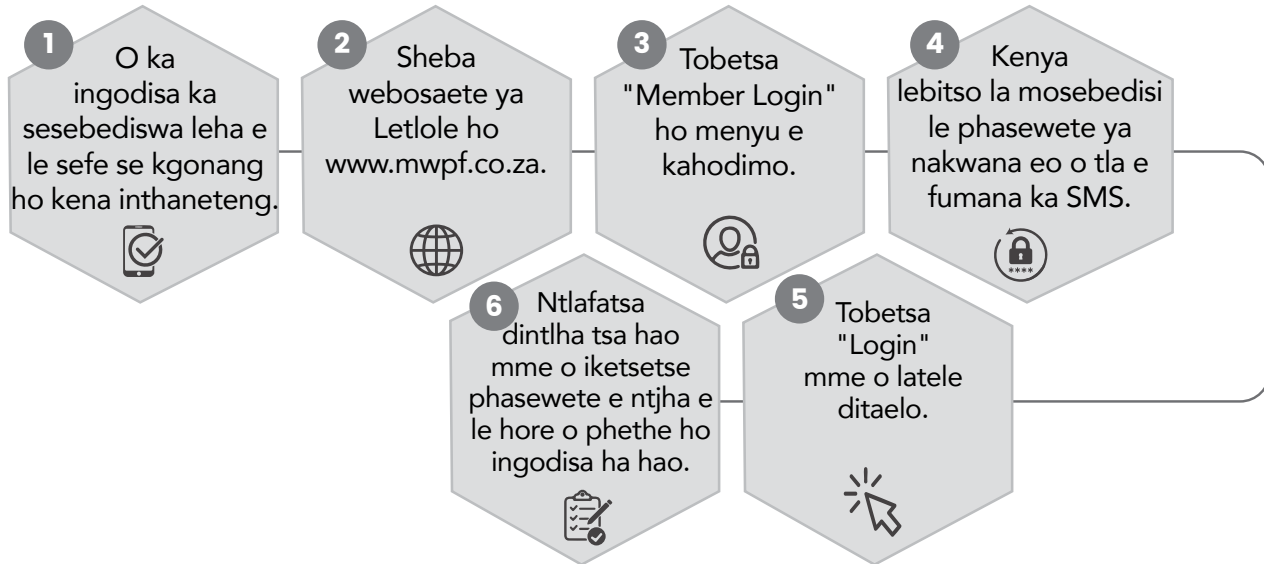 1
O ka
ingodisa ka
sesebediswa leha e
le sefe se kgonang
ho kena inthaneteng.
2
Sheba
webosaete ya
Letlole ho
www.mwpf.co.za.
3
Tobetsa
"Member Login"
ho menyu e
kahodimo.
4
Kenya
lebitso la mosebedisi
le phasewete ya
nakwana eo o tla e
fumana ka SMS.
****
5
Tobetsa
"Login"
mme o latele
ditaelo.
6
Ntlafatsa
dintlha tsa hao
mme o iketsetse
phasewete e ntjha e
le hore o phethe ho
ingodisa ha hao.